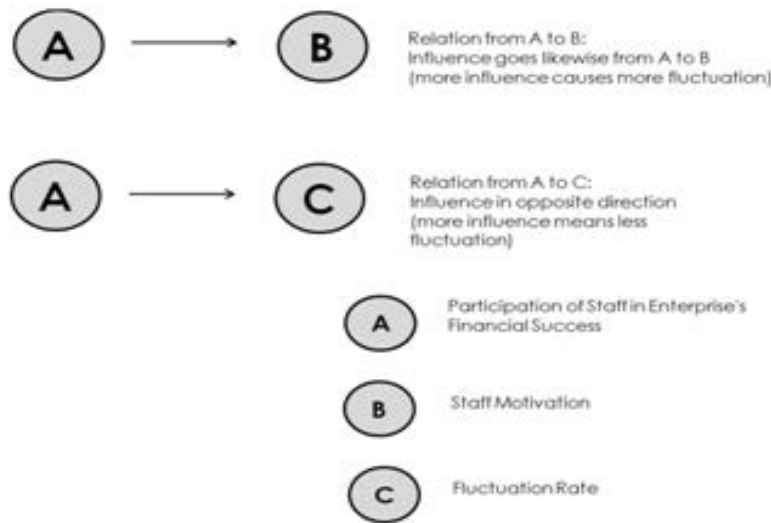 A
B
Relation from A to B:
Influence goes likewise from A to B
(more influence causes more fluctuation)
A
C
Relation from A to C:
Influence in opposite direction
(more influence means less
fluctuation)
A
Participation of Staff in Enterprise's
Financial Success
B
Staff Motivation
C
Fluctuation Rate